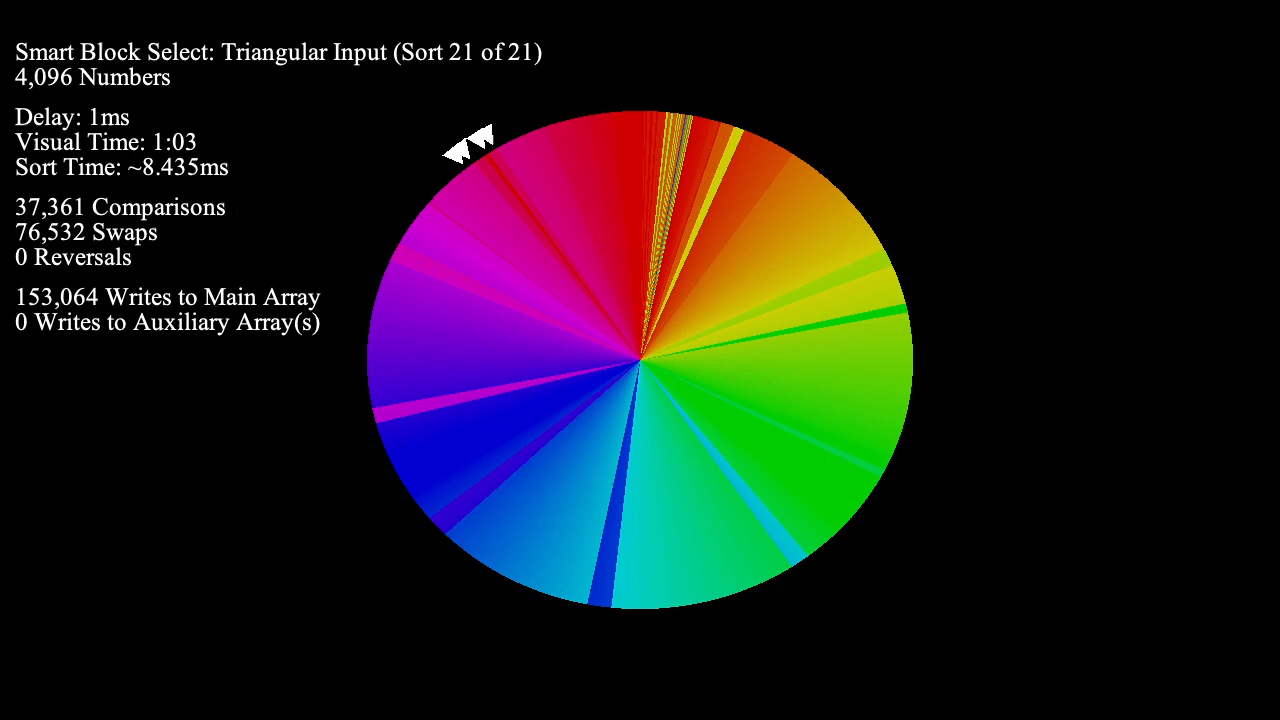 Smart Block Select: Triangular Input (Sort 21 of 21)
4,096 Numbers
Delay: 1ms
Visual Time: 1:03
Sort Time: ~8.435ms
37,361 Comparisons
76,532 Swaps
0 Reversals
153,064 Writes to Main Array
0 Writes to Auxiliary Array(s)